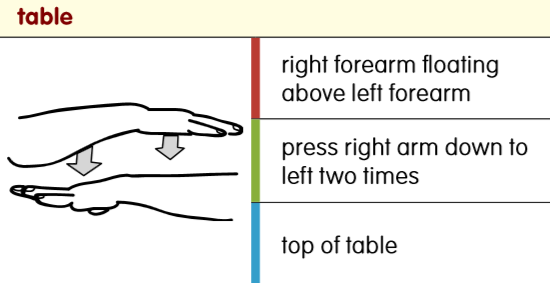 table
right forearm floating
above left forearm
press right arm down to
left two times
top of table